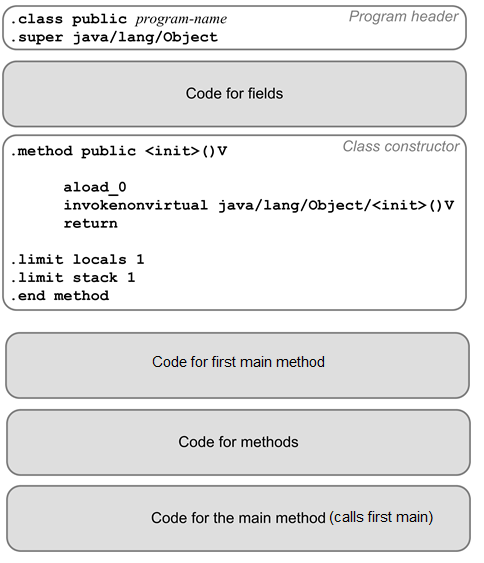 .class public program-name Program header
.super java/lang/Object
Code for fields
.method public <init>()V Class constructor
aload_0
invokenonvirtual java/lang/Object/<init>()V
return
.limit locals 1
.limit stack 1
.end method
Code for first main method
Code for methods
Code for the main method (calls first main)